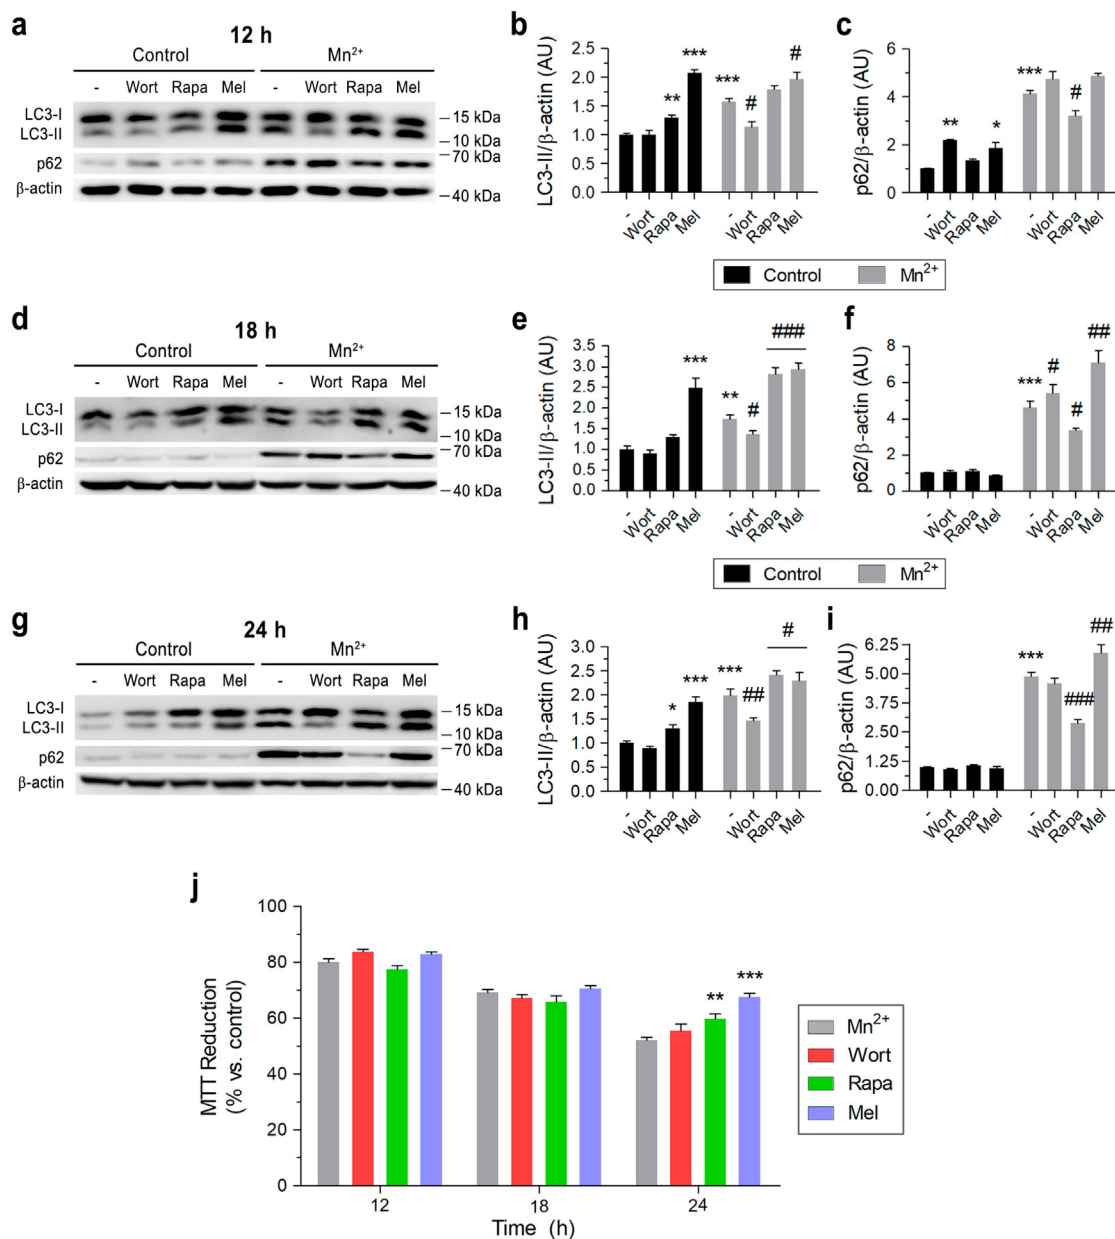 a
12 h
Control Mn²⁺
- Wort Rapa Mel - Wort Rapa Mel
LC3-I
LC3-II
p62
β-actin
15 kDa
10 kDa
70 kDa
40 kDa
b
LC3-II/β-actin (AU)
2.5
2.0
1.5
1.0
0.5
0.0
** *** *** # #
- Wort Rapa Mel - Wort Rapa Mel
c
p62/β-actin (AU)
6
4
2
0
** * *** #
- Wort Rapa Mel - Wort Rapa Mel
Control Mn²⁺
d
18 h
Control Mn²⁺
- Wort Rapa Mel - Wort Rapa Mel
LC3-I
LC3-II
p62
β-actin
15 kDa
10 kDa
70 kDa
40 kDa
e
LC3-II/β-actin (AU)
3.5
3.0
2.5
2.0
1.5
1.0
0.5
0.0
*** ** # ###
- Wort Rapa Mel - Wort Rapa Mel
f
p62/β-actin (AU)
8
6
4
2
0
*** # # ##
- Wort Rapa Mel - Wort Rapa Mel
Control Mn²⁺
g
24 h
Control Mn²⁺
- Wort Rapa Mel - Wort Rapa Mel
LC3-I
LC3-II
p62
β-actin
15 kDa
10 kDa
70 kDa
40 kDa
h
LC3-II/β-actin (AU)
3.0
2.5
2.0
1.5
1.0
0.5
0.0
* *** *** ## #
- Wort Rapa Mel - Wort Rapa Mel
i
p62/β-actin (AU)
6.25
5.00
3.75
2.50
1.25
0.00
*** ### ##
- Wort Rapa Mel - Wort Rapa Mel
j
MTT Reduction
(% vs. control)
100
80
60
40
20
0
** ***
12 18 24
Time (h)
Mn²⁺
Wort
Rapa
Mel